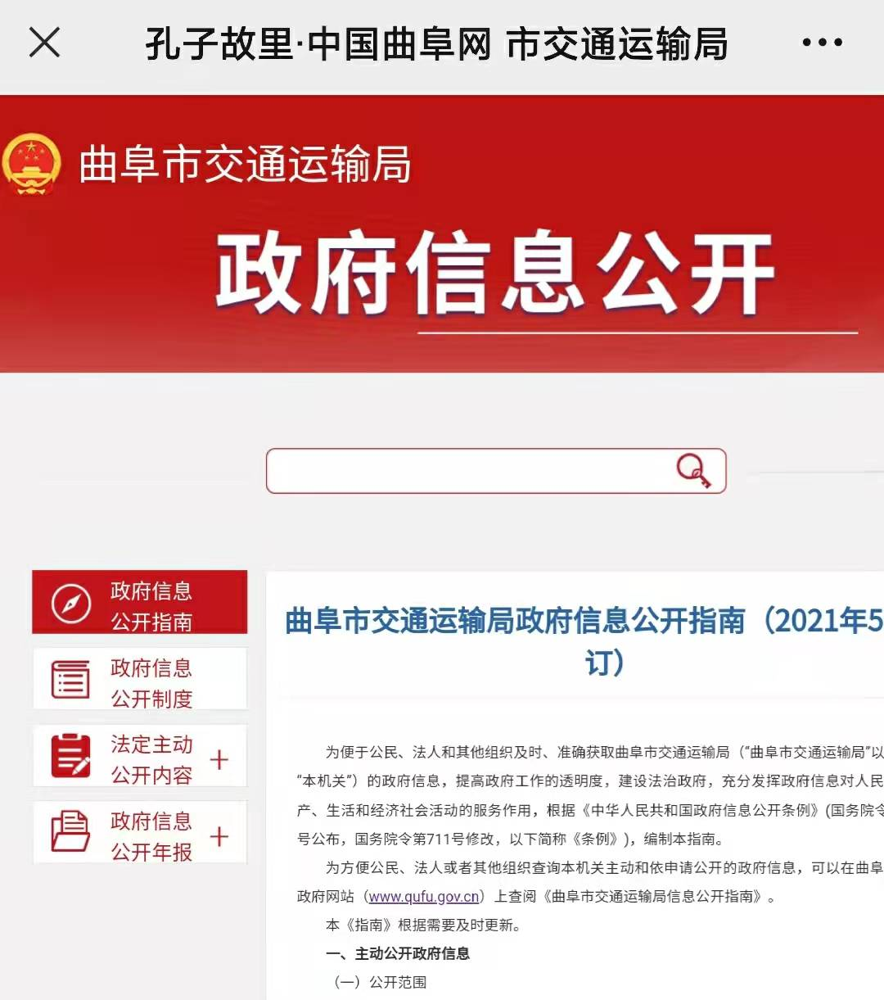 孔子故里·中国曲阜网 市交通运输局
曲阜市交通运输局
政府信息公开
政府信息
公开指南
政府信息
公开制度
法定主动
公开内容
政府信息
公开年报
曲阜市交通运输局政府信息公开指南（2021年5
订）
为便于公民、法人和其他组织及时、准确获取曲阜市交通运输局（“曲阜市交通运输局”以
“本机关”）的政府信息，提高政府工作的透明度，建设法治政府，充分发挥政府信息对人民
产、生活和经济社会活动的服务作用，根据《中华人民共和国政府信息公开条例》(国务院令
号公布，国务院令第711号修改，以下简称《条例》)，编制本指南。
为方便公民、法人或者其他组织查询本机关主动和依申请公开的政府信息，可以在曲阜
政府网站（www.qufu.gov.cn）上查阅《曲阜市交通运输局信息公开指南》。
本《指南》根据需要及时更新。
一、主动公开政府信息
（一）公开范围